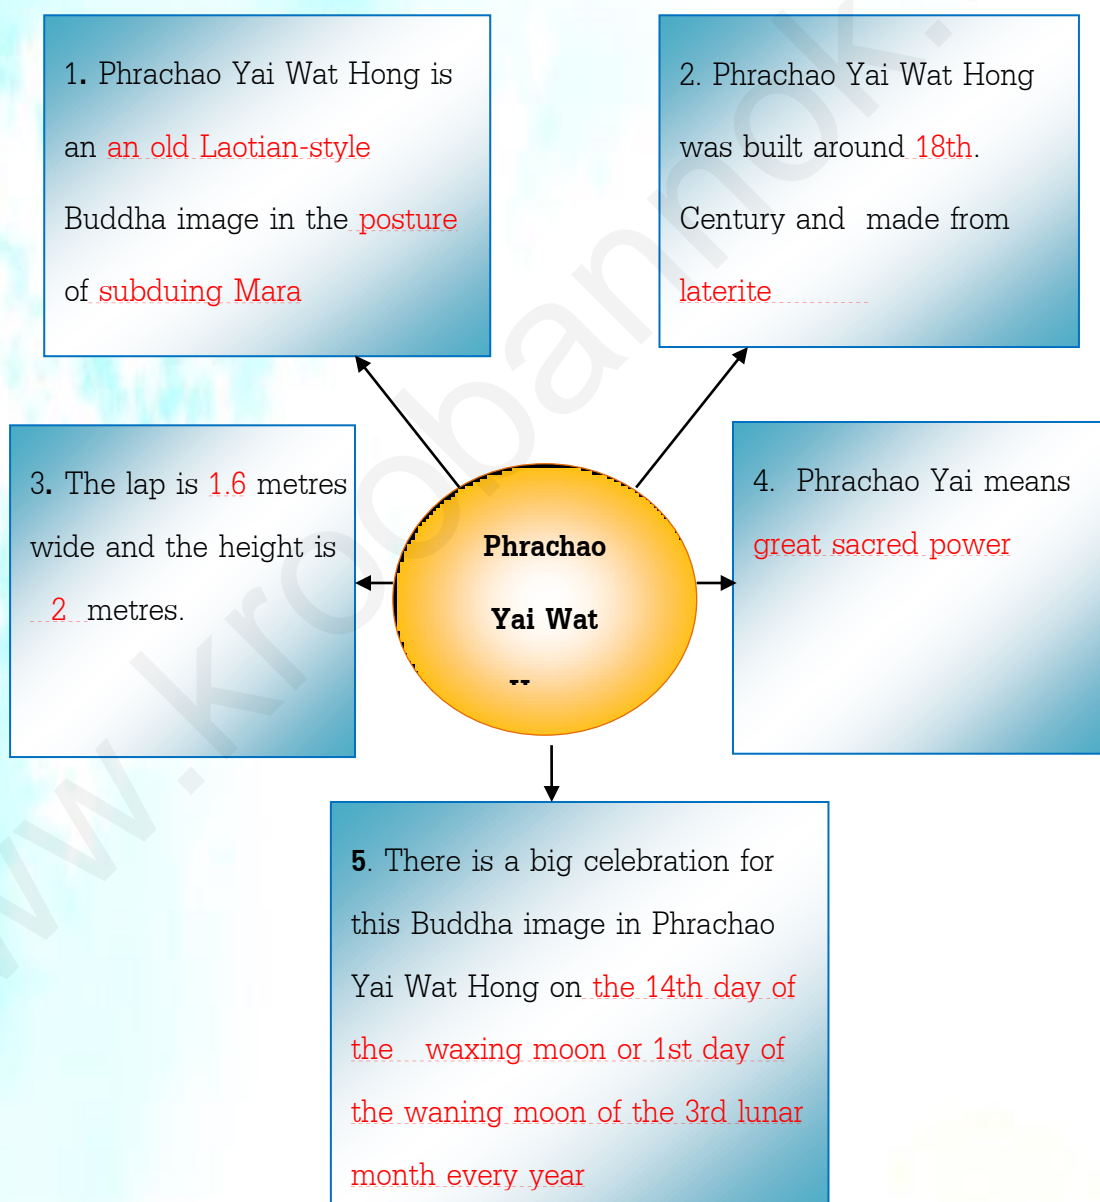 1. Phrachao Yai Wat Hong is
an an old Laotian-style
Buddha image in the posture
of subduing Mara
2. Phrachao Yai Wat Hong
was built around 18th.
Century and made from
laterite
3. The lap is 1.6 metres
wide and the height is
2 metres.
4. Phrachao Yai means
great sacred power
Phrachao
Yai Wat
5. There is a big celebration for
this Buddha image in Phrachao
Yai Wat Hong on the 14th day of
the waxing moon or 1st day of
the waning moon of the 3rd lunar
month every year